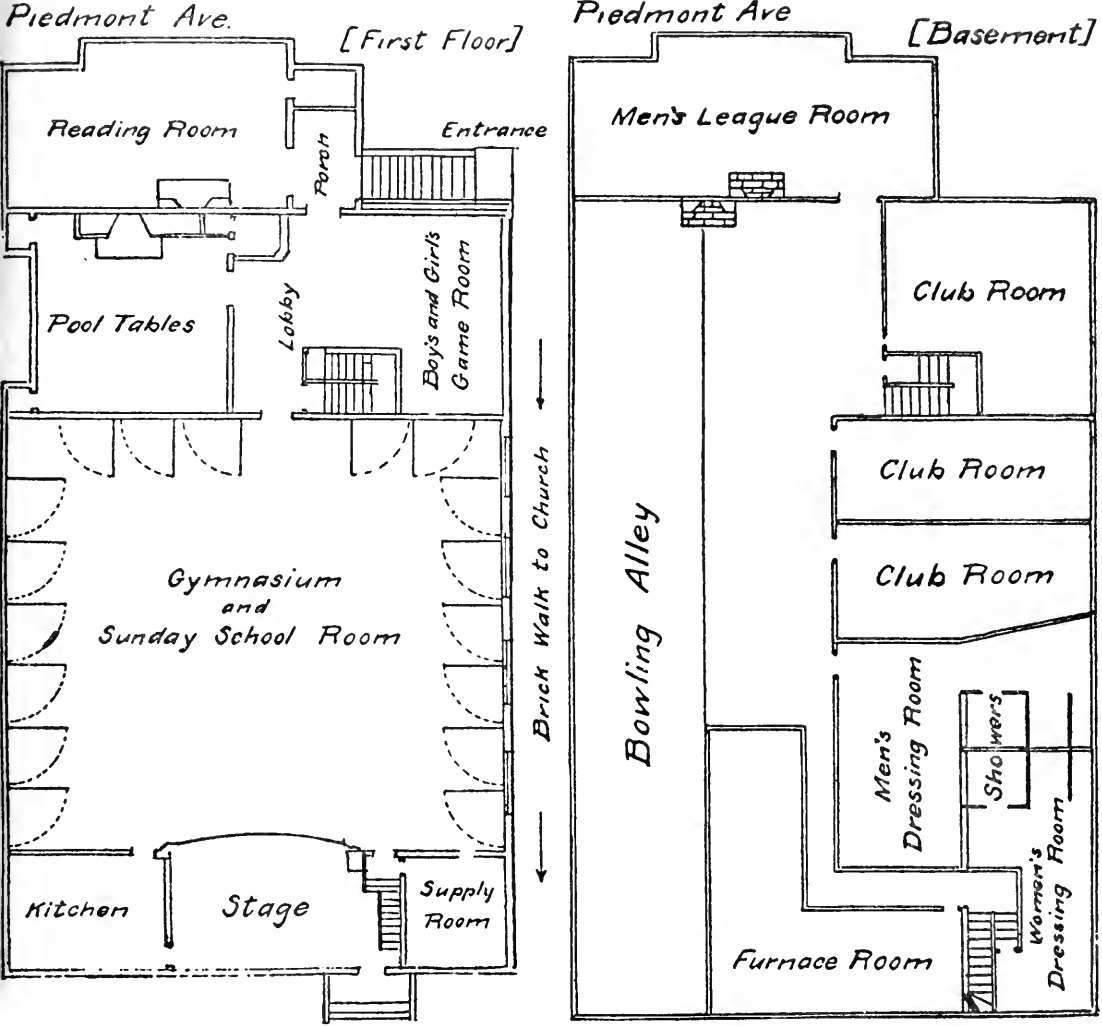 Piedmont Ave.
[First Floor]
Reading Room
Porch
Entrance
Pool Tables
Lobby
Boy's and Girl's
Game Room
Gymnasium
and
Sunday School Room
Brick Walk to Church
Kitchen
Stage
Supply
Room
Piedmont Ave
[Basement]
Men's League Room
Club Room
Club Room
Club Room
Bowling Alley
Men's
Dressing Room
Showers
Women's
Dressing Room
Furnace Room